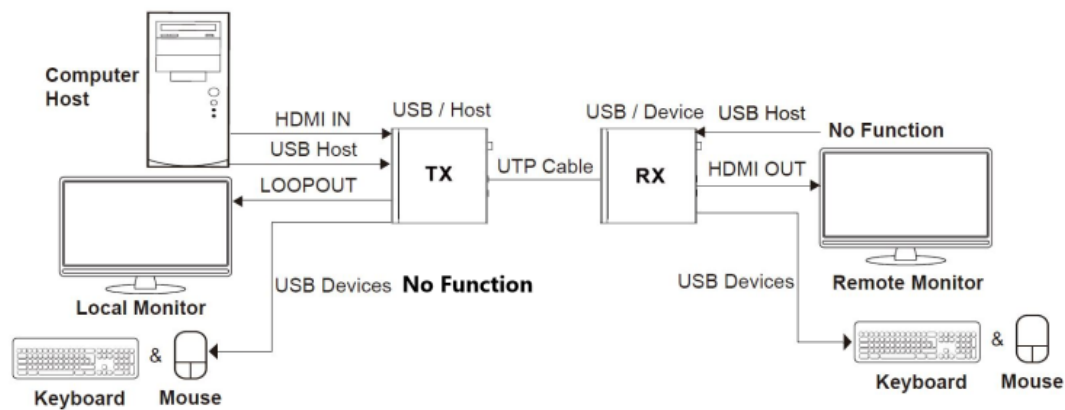 Computer
Host
HDMI IN
USB Host
LOOPOUT
USB / Host
TX
UTP Cable
USB / Device
RX
USB Host
No Function
HDMI OUT
USB Devices No Function
USB Devices
Local Monitor
Remote Monitor
&
Keyboard Mouse
&
Keyboard Mouse